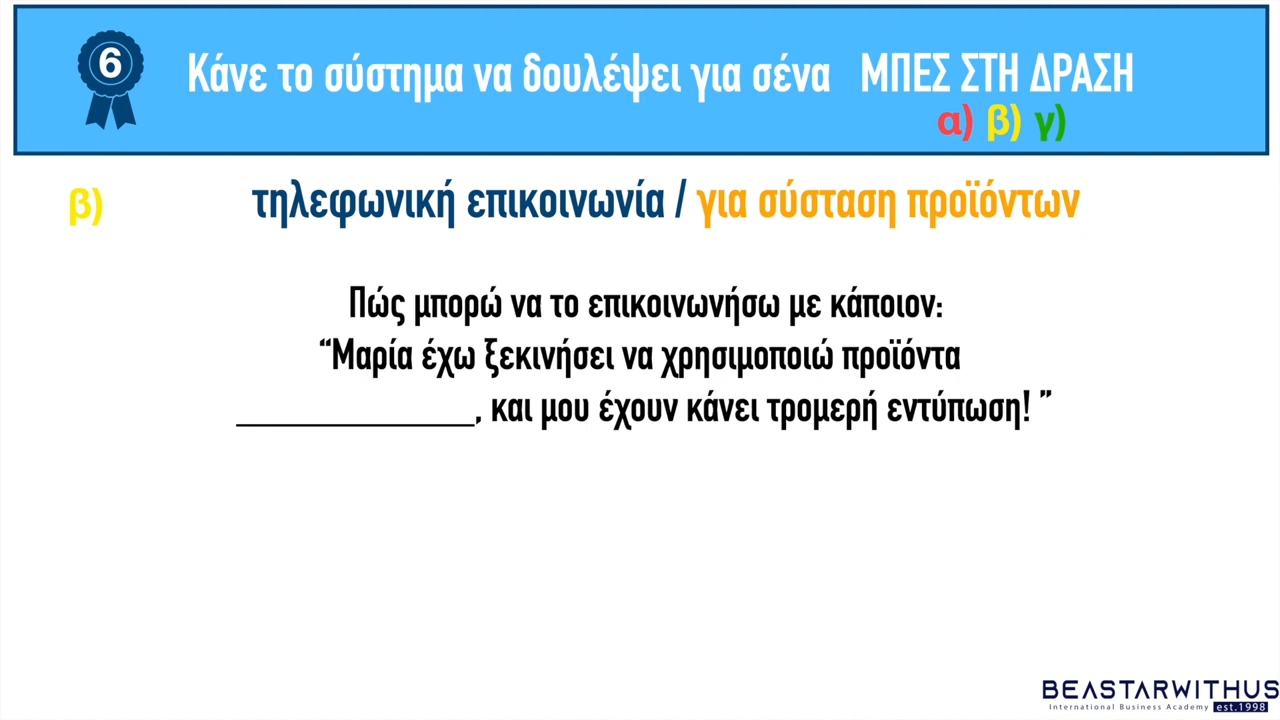 6
Κάνε το σύστημα να δουλέψει για σένα ΜΠΕΣ ΣΤΗ ΔΡΑΣΗ
α) β) γ)
β) τηλεφωνική επικοινωνία / για σύσταση προϊόντων
Πώς μπορώ να το επικοινωνήσω με κάποιον:
“Μαρία έχω ξεκινήσει να χρησιμοποιώ προϊόντα
____________, και μου έχουν κάνει τρομερή εντύπωση! ”
BEASTARWITHUS
International Business Academy est.1998